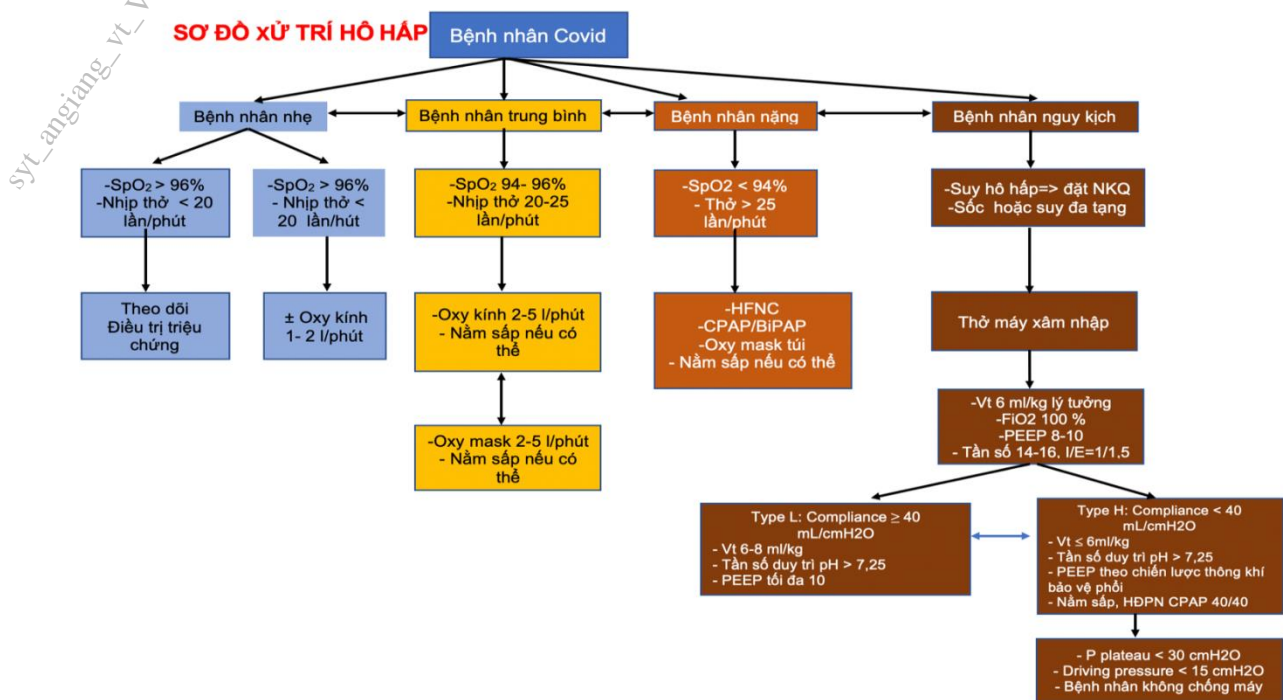 SƠ ĐỒ XỬ TRÍ HÔ HẤP
Bệnh nhân Covid
Bệnh nhân nhẹ
Bệnh nhân trung bình
Bệnh nhân nặng
Bệnh nhân nguy kịch
-SpO₂ > 96%
-Nhịp thở < 20
lần/phút
-SpO₂ > 96%
- Nhịp thở <
20 lần/hút
-SpO₂ 94- 96%
-Nhịp thở 20-25
lần/phút
-SpO2 < 94%
- Thở > 25
lần/phút
-Suy hô hấp=> đặt NKQ
-Sốc hoặc suy đa tạng
Theo dõi
Điều trị triệu
chứng
± Oxy kính
1- 2 l/phút
-Oxy kính 2-5 l/phút
- Nằm sấp nếu có
thể
-HFNC
-CPAP/BiPAP
-Oxy mask túi
- Nằm sấp nếu có thể
Thở máy xâm nhập
-Oxy mask 2-5 l/phút
- Nằm sấp nếu có
thể
-Vt 6 ml/kg lý tưởng
-FiO2 100 %
-PEEP 8-10
- Tần số 14-16, I/E=1/1,5
Type L: Compliance ≥ 40
mL/cmH2O
- Vt 6-8 ml/kg
- Tần số duy trì pH > 7,25
- PEEP tối đa 10
Type H: Compliance < 40
mL/cmH2O
- Vt ≤ 6ml/kg
- Tần số duy trì pH > 7,25
- PEEP theo chiến lược thông khí
bảo vệ phổi
- Nằm sấp, HĐPN CPAP 40/40
- P plateau < 30 cmH2O
- Driving pressure < 15 cmH2O
- Bệnh nhân không chống máy
syt_angiang_vt_